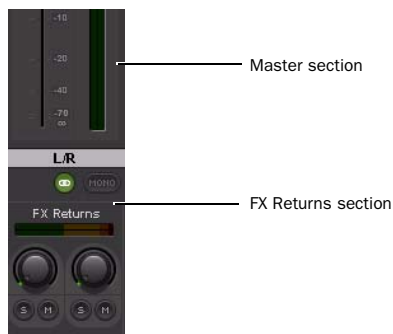 -10
-20
Master section
-40
-70
∞
L/R
MONO
FX Returns section
FX Returns
S M S M